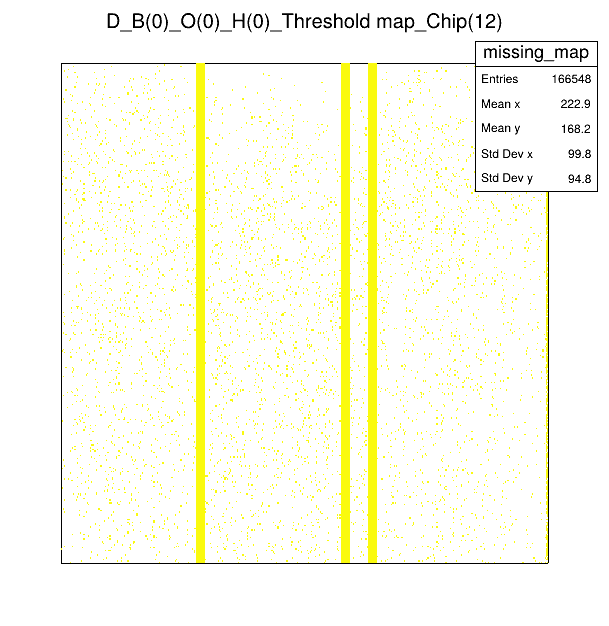 D_B(0)_O(0)_H(0)_Threshold map_Chip(12)
missing_map
Entries 166548
Mean x 222.9
Mean y 168.2
Std Dev x 99.8
Std Dev y 94.8